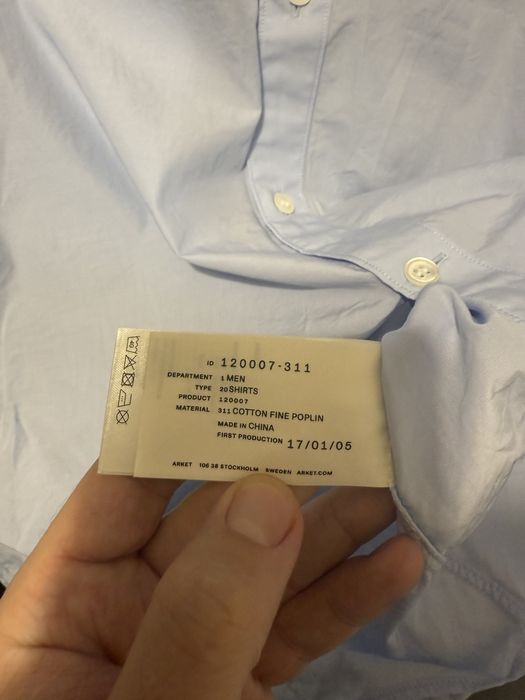 ID 120007-311
DEPARTMENT 1 MEN
TYPE 20 SHIRTS
PRODUCT 120007
MATERIAL 311 COTTON FINE POPLIN
MADE IN CHINA
FIRST PRODUCTION 17/01/05
ARKET 106 38 STOCKHOLM SWEDEN ARKET.COM